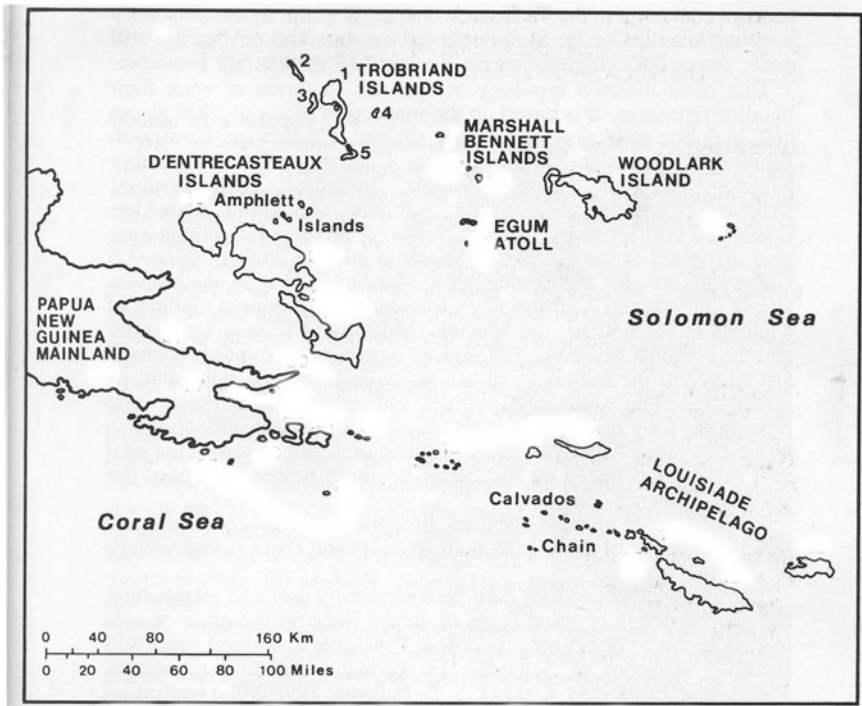 2
1
TROBRIAND
ISLANDS
3
4
MARSHALL
BENNETT
ISLANDS
WOODLARK
ISLAND
D'ENTRECASTEAUX
ISLANDS
Amphlett
Islands
EGUM
ATOLL
PAPUA
NEW
GUINEA
MAINLAND
Solomon Sea
LOUISIADE
ARCHIPELAGO
Calvados
Chain
Coral Sea
0 40 80 160 Km
0 20 40 60 80 100 Miles